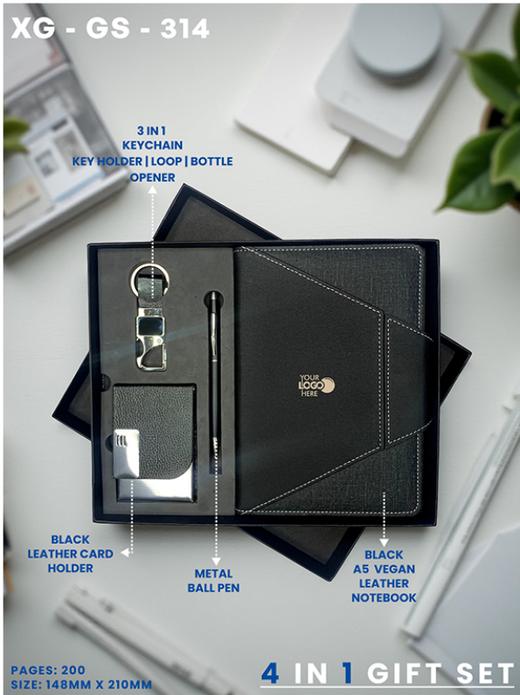 XG - GS - 314
3 IN 1
KEYCHAIN
KEY HOLDER | LOOP | BOTTLE
OPENER
YOUR
LOGO
HERE
BLACK
LEATHER CARD
HOLDER
METAL
BALL PEN
BLACK
A5 VEGAN
LEATHER
NOTEBOOK
PAGES: 200
SIZE: 148MM X 210MM
4 IN 1 GIFT SET